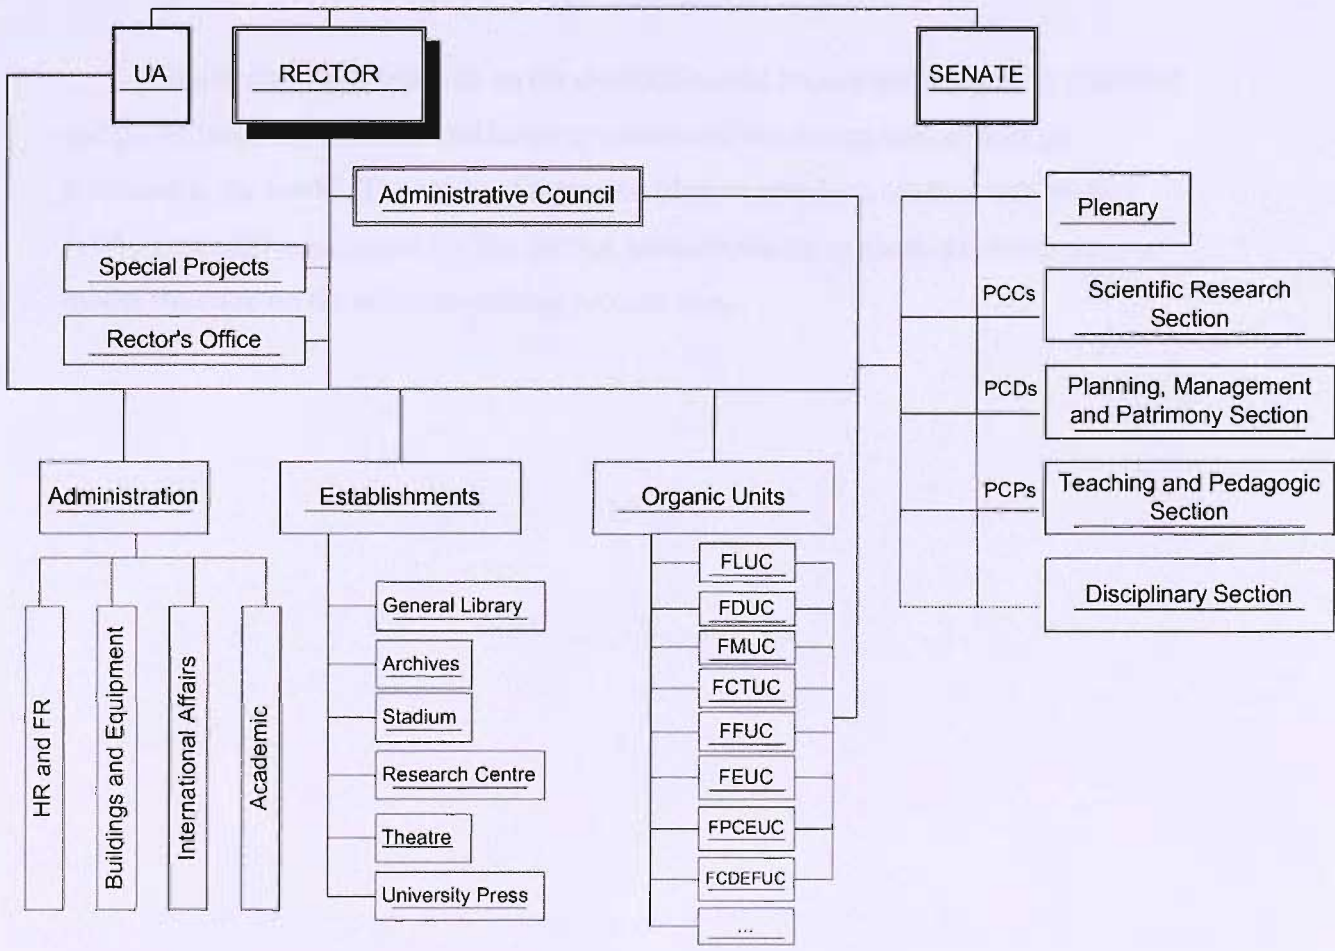 UA
RECTOR
SENATE
Administrative Council
Plenary
Special Projects
Rector's Office
PCCs
Scientific Research
Section
PCDs
Planning, Management
and Patrimony Section
PCPs
Teaching and Pedagogic
Section
Disciplinary Section
Administration
Establishments
Organic Units
HR and FR
Buildings and Equipment
International Affairs
Academic
General Library
Archives
Stadium
Research Centre
Theatre
University Press
FLUC
FDUC
FMUC
FCTUC
FFUC
FEUC
FPCEUC
FCDEFUC
...